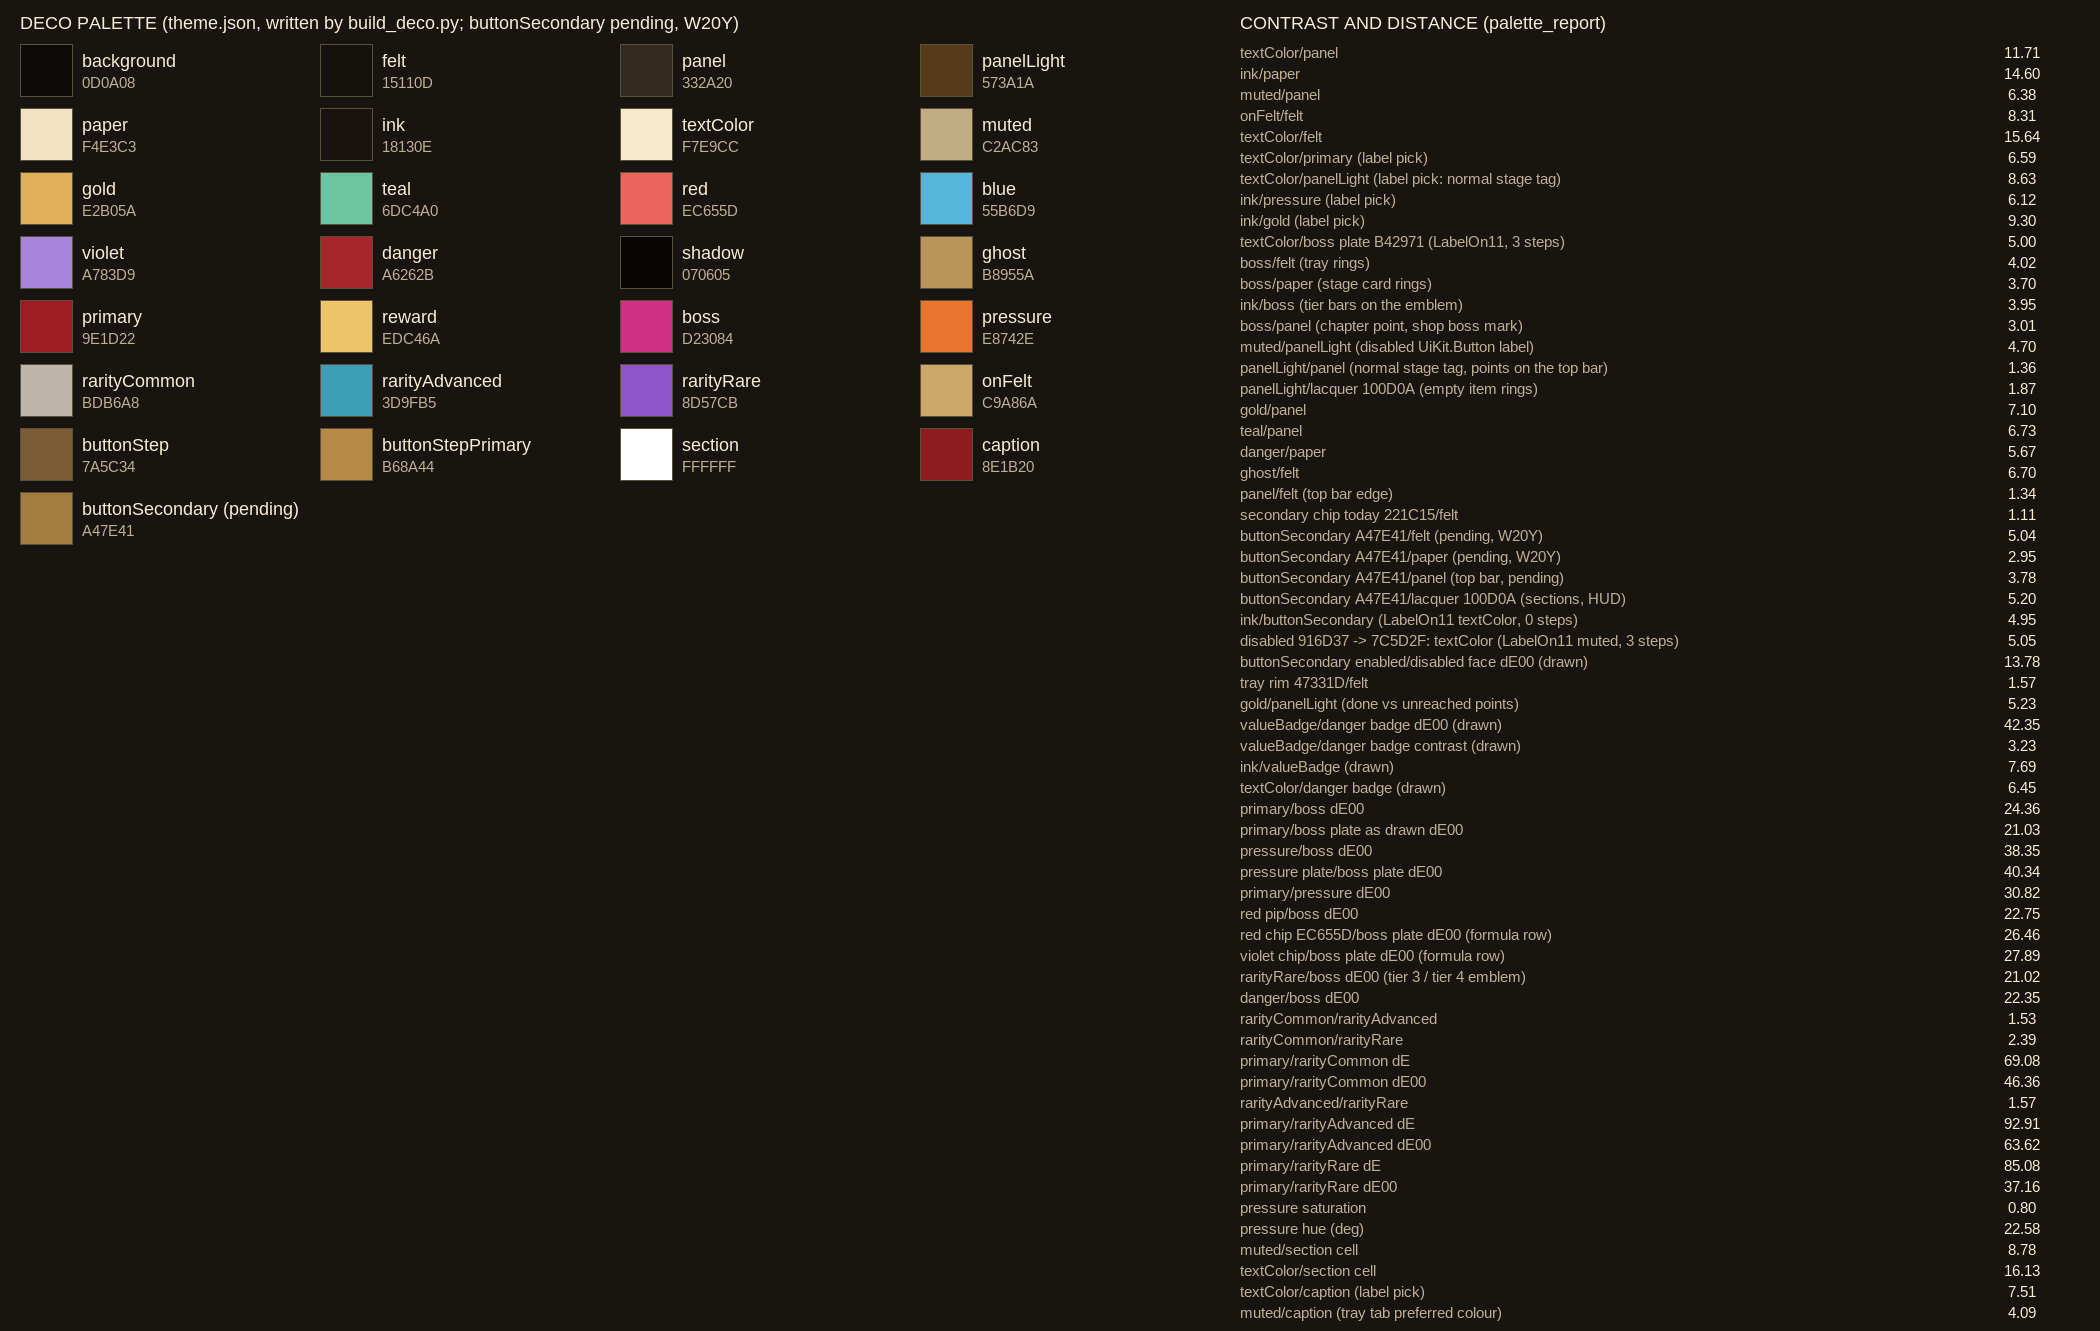 DECO PALETTE (theme.json, written by build_deco.py; buttonSecondary pending, W20Y)
background
0D0A08
felt
15110D
panel
332A20
panelLight
573A1A
paper
F4E3C3
ink
18130E
textColor
F7E9CC
muted
C2AC83
gold
E2B05A
teal
6DC4A0
red
EC655D
blue
55B6D9
violet
A783D9
danger
A6262B
shadow
070605
ghost
B8955A
primary
9E1D22
reward
EDC46A
boss
D23084
pressure
E8742E
rarityCommon
BDB6A8
rarityAdvanced
3D9FB5
rarityRare
8D57CB
onFelt
C9A86A
buttonStep
7A5C34
buttonStepPrimary
B68A44
section
FFFFFF
caption
8E1B20
buttonSecondary (pending)
A47E41
CONTRAST AND DISTANCE (palette_report)
textColor/panel 11.71
ink/paper 14.60
muted/panel 6.38
onFelt/felt 8.31
textColor/felt 15.64
textColor/primary (label pick) 6.59
textColor/panelLight (label pick: normal stage tag) 8.63
ink/pressure (label pick) 6.12
ink/gold (label pick) 9.30
textColor/boss plate B42971 (LabelOn11, 3 steps) 5.00
boss/felt (tray rings) 4.02
boss/paper (stage card rings) 3.70
ink/boss (tier bars on the emblem) 3.95
boss/panel (chapter point, shop boss mark) 3.01
muted/panelLight (disabled UiKit.Button label) 4.70
panelLight/panel (normal stage tag, points on the top bar) 1.36
panelLight/lacquer 100D0A (empty item rings) 1.87
gold/panel 7.10
teal/panel 6.73
danger/paper 5.67
ghost/felt 6.70
panel/felt (top bar edge) 1.34
secondary chip today 221C15/felt 1.11
buttonSecondary A47E41/felt (pending, W20Y) 5.04
buttonSecondary A47E41/paper (pending, W20Y) 2.95
buttonSecondary A47E41/panel (top bar, pending) 3.78
buttonSecondary A47E41/lacquer 100D0A (sections, HUD) 5.20
ink/buttonSecondary (LabelOn11 textColor, 0 steps) 4.95
disabled 916D37 -> 7C5D2F: textColor (LabelOn11 muted, 3 steps) 5.05
buttonSecondary enabled/disabled face dE00 (drawn) 13.78
tray rim 47331D/felt 1.57
gold/panelLight (done vs unreached points) 5.23
valueBadge/danger badge dE00 (drawn) 42.35
valueBadge/danger badge contrast (drawn) 3.23
ink/valueBadge (drawn) 7.69
textColor/danger badge (drawn) 6.45
primary/boss dE00 24.36
primary/boss plate as drawn dE00 21.03
pressure/boss dE00 38.35
pressure plate/boss plate dE00 40.34
primary/pressure dE00 30.82
red pip/boss dE00 22.75
red chip EC655D/boss plate dE00 (formula row) 26.46
violet chip/boss plate dE00 (formula row) 27.89
rarityRare/boss dE00 (tier 3 / tier 4 emblem) 21.02
danger/boss dE00 22.35
rarityCommon/rarityAdvanced 1.53
rarityCommon/rarityRare 2.39
primary/rarityCommon dE 69.08
primary/rarityCommon dE00 46.36
rarityAdvanced/rarityRare 1.57
primary/rarityAdvanced dE 92.91
primary/rarityAdvanced dE00 63.62
primary/rarityRare dE 85.08
primary/rarityRare dE00 37.16
pressure saturation 0.80
pressure hue (deg) 22.58
muted/section cell 8.78
textColor/section cell 16.13
textColor/caption (label pick) 7.51
muted/caption (tray tab preferred colour) 4.09